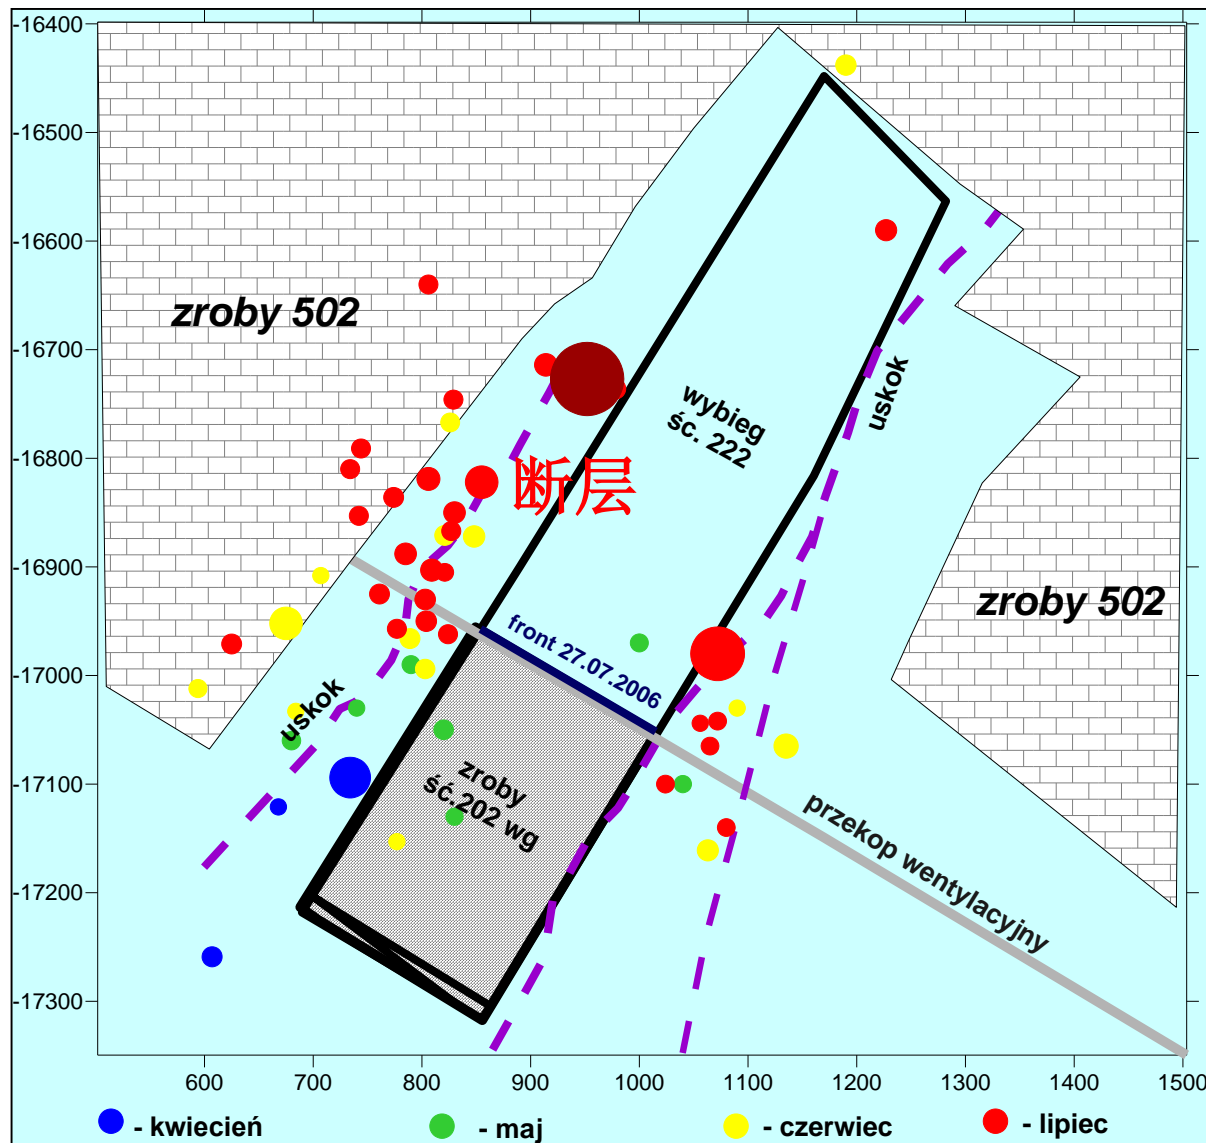 -16400
-16500
-16600
-16700
-16800
-16900
-17000
-17100
-17200
-17300
zroby 502
wybieg
śc. 222
uskok
断层
zroby 502
front 27.07.2006
uskok
zroby
ść.202 wg
przekop wentylacyjny
600 700 800 900 1000 1100 1200 1300 1400 1500
- kwiecień - maj - czerwiec - lipiec